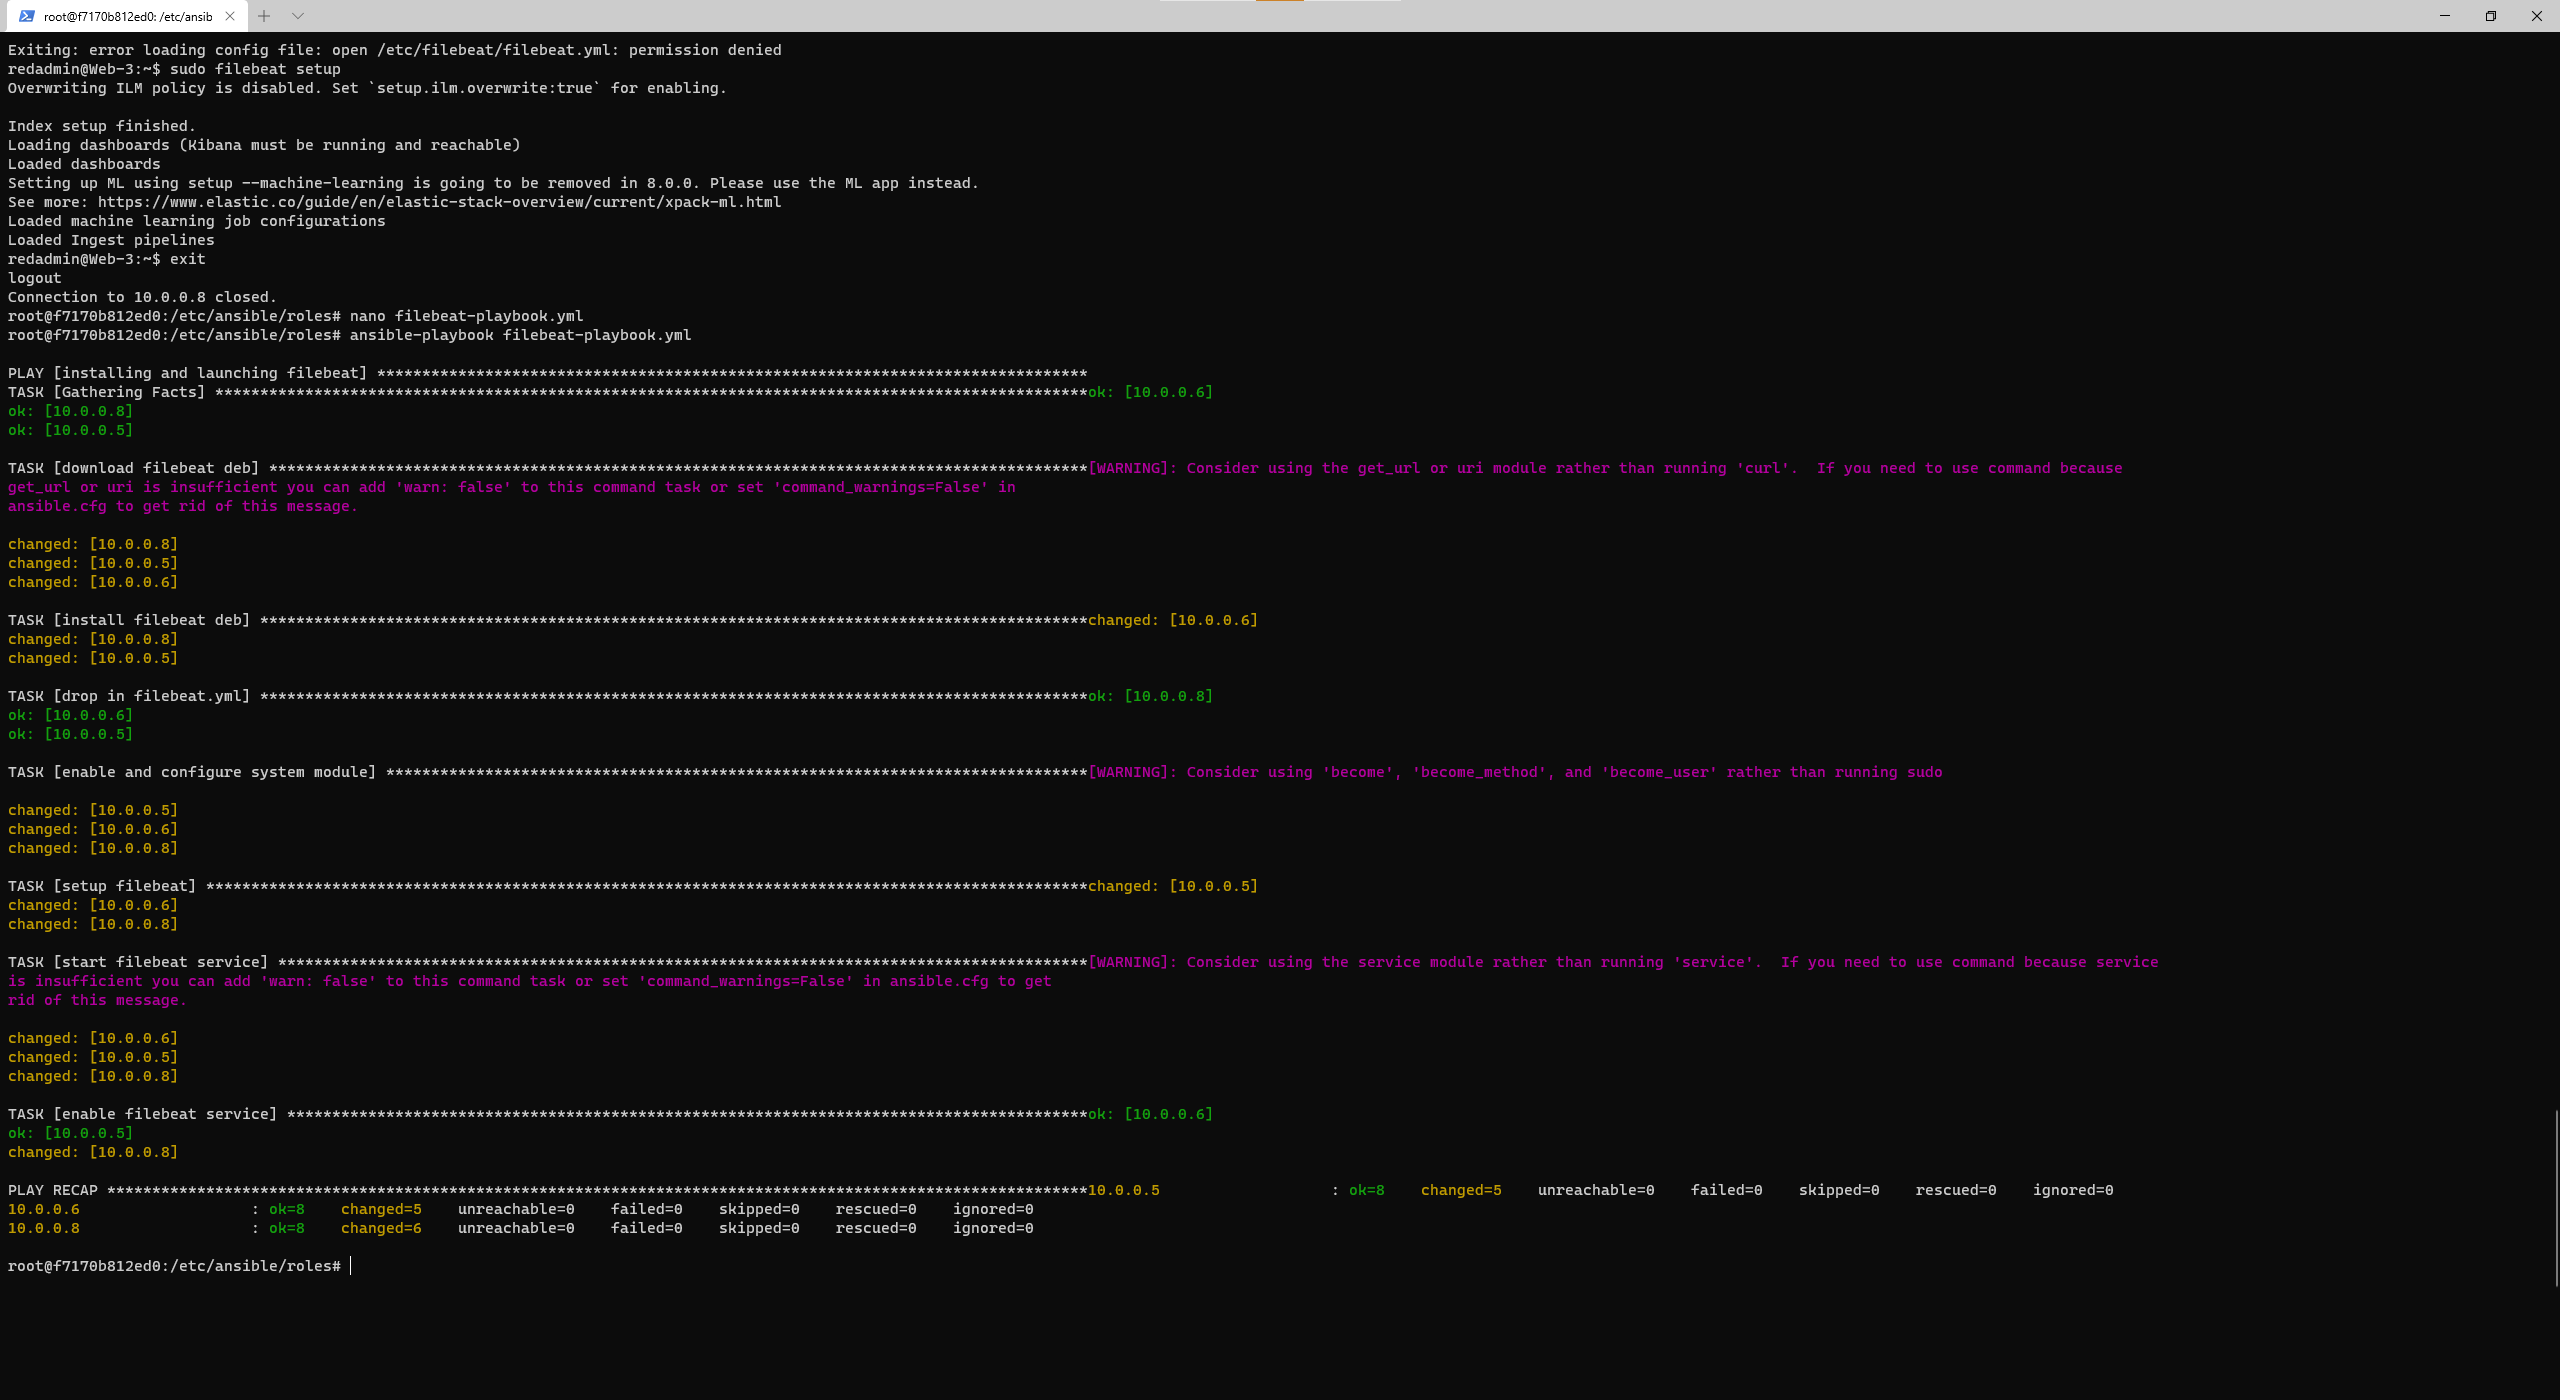 root@f7170b812ed0: /etc/ansib
Exiting: error loading config file: open /etc/filebeat/filebeat.yml: permission denied
redadmin@Web-3:~$ sudo filebeat setup
Overwriting ILM policy is disabled. Set `setup.ilm.overwrite:true` for enabling.
Index setup finished.
Loading dashboards (Kibana must be running and reachable)
Loaded dashboards
Setting up ML using setup --machine-learning is going to be removed in 8.0.0. Please use the ML app instead.
See more: https://www.elastic.co/guide/en/elastic-stack-overview/current/xpack-ml.html
Loaded machine learning job configurations
Loaded Ingest pipelines
redadmin@Web-3:~$ exit
logout
Connection to 10.0.0.8 closed.
root@f7170b812ed0:/etc/ansible/roles# nano filebeat-playbook.yml
root@f7170b812ed0:/etc/ansible/roles# ansible-playbook filebeat-playbook.yml
PLAY [installing and launching filebeat] *******************************************************************************
TASK [Gathering Facts] *************************************************************************************************ok: [10.0.0.6]
ok: [10.0.0.8]
ok: [10.0.0.5]
TASK [download filebeat deb] *******************************************************************************************[WARNING]: Consider using the get_url or uri module rather than running 'curl'.  If you need to use command because
get_url or uri is insufficient you can add 'warn: false' to this command task or set 'command_warnings=False' in
ansible.cfg to get rid of this message.
changed: [10.0.0.8]
changed: [10.0.0.5]
changed: [10.0.0.6]
TASK [install filebeat deb] ********************************************************************************************changed: [10.0.0.6]
changed: [10.0.0.8]
changed: [10.0.0.5]
TASK [drop in filebeat.yml] ********************************************************************************************ok: [10.0.0.8]
ok: [10.0.0.6]
ok: [10.0.0.5]
TASK [enable and configure system module] ******************************************************************************[WARNING]: Consider using 'become', 'become_method', and 'become_user' rather than running sudo
changed: [10.0.0.5]
changed: [10.0.0.6]
changed: [10.0.0.8]
TASK [setup filebeat] **************************************************************************************************changed: [10.0.0.5]
changed: [10.0.0.6]
changed: [10.0.0.8]
TASK [start filebeat service] ******************************************************************************************[WARNING]: Consider using the service module rather than running 'service'.  If you need to use command because service
is insufficient you can add 'warn: false' to this command task or set 'command_warnings=False' in ansible.cfg to get
rid of this message.
changed: [10.0.0.6]
changed: [10.0.0.5]
changed: [10.0.0.8]
TASK [enable filebeat service] *****************************************************************************************ok: [10.0.0.6]
ok: [10.0.0.5]
changed: [10.0.0.8]
PLAY RECAP *************************************************************************************************************10.0.0.5                   : ok=8    changed=5    unreachable=0    failed=0    skipped=0    rescued=0    ignored=0
10.0.0.6                   : ok=8    changed=5    unreachable=0    failed=0    skipped=0    rescued=0    ignored=0
10.0.0.8                   : ok=8    changed=6    unreachable=0    failed=0    skipped=0    rescued=0    ignored=0
root@f7170b812ed0:/etc/ansible/roles#